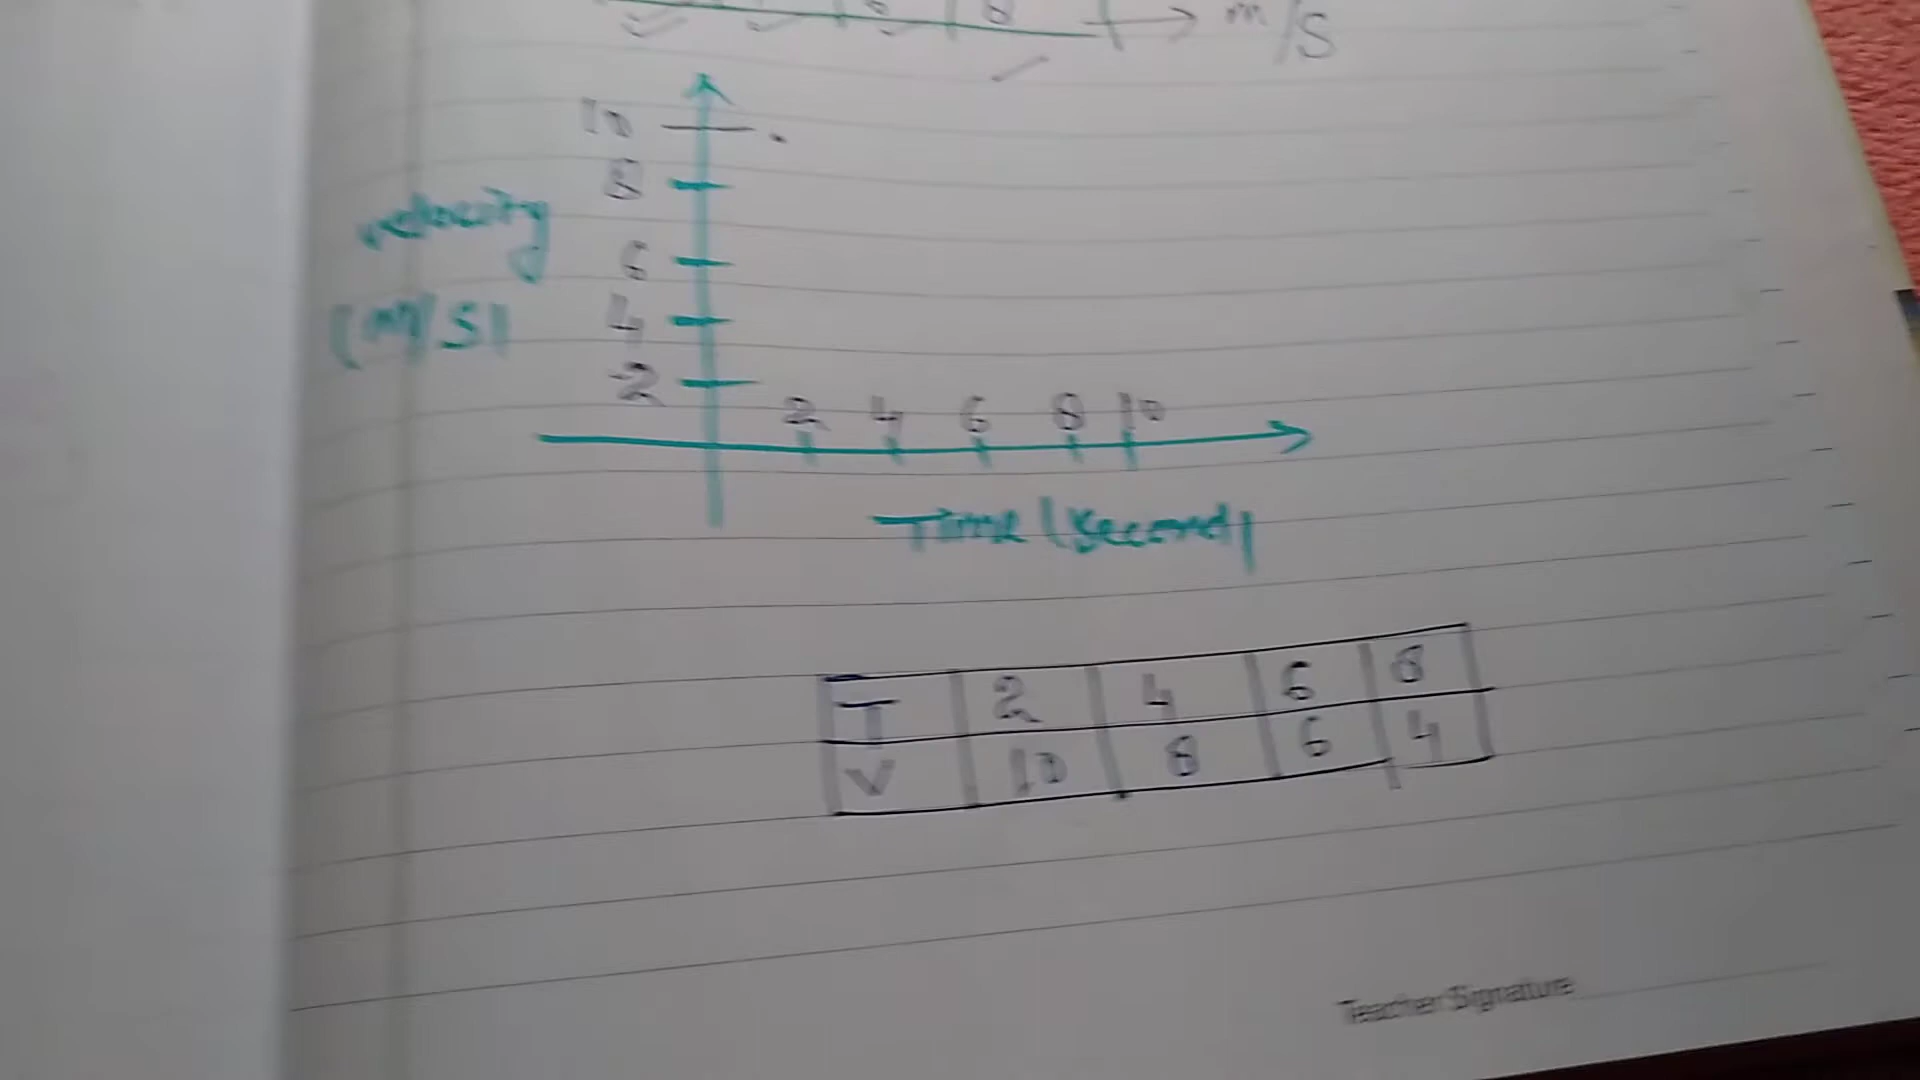 8 m/S
10
8
velocity
6
(m/s)
4
2
2 4 6 8 10
Time (second)
T 2 4 6 8
V 10 8 6 4
Teacher Signature